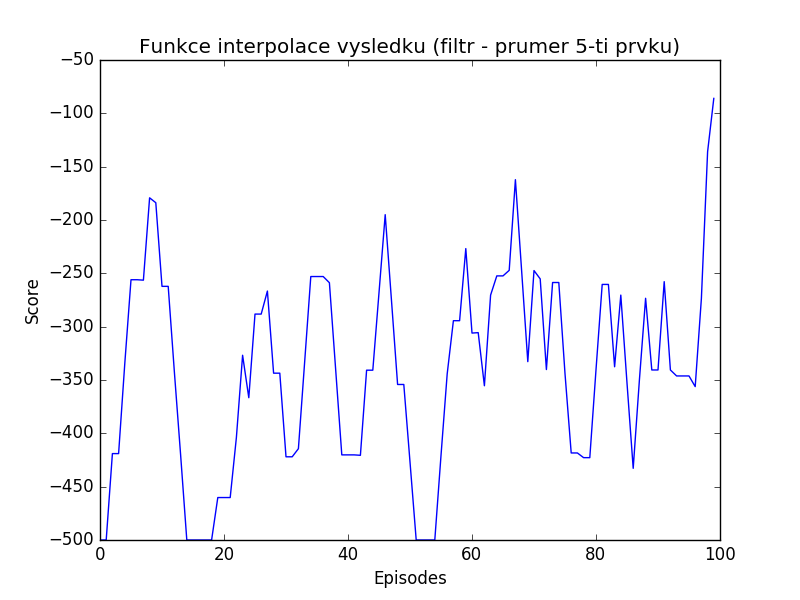 Funkce interpolace vysledku (filtr - prumer 5-ti prvku)
−50
−100
−150
−200
−250
−300
−350
−400
−450
−500
Score
0 20 40 60 80 100
Episodes